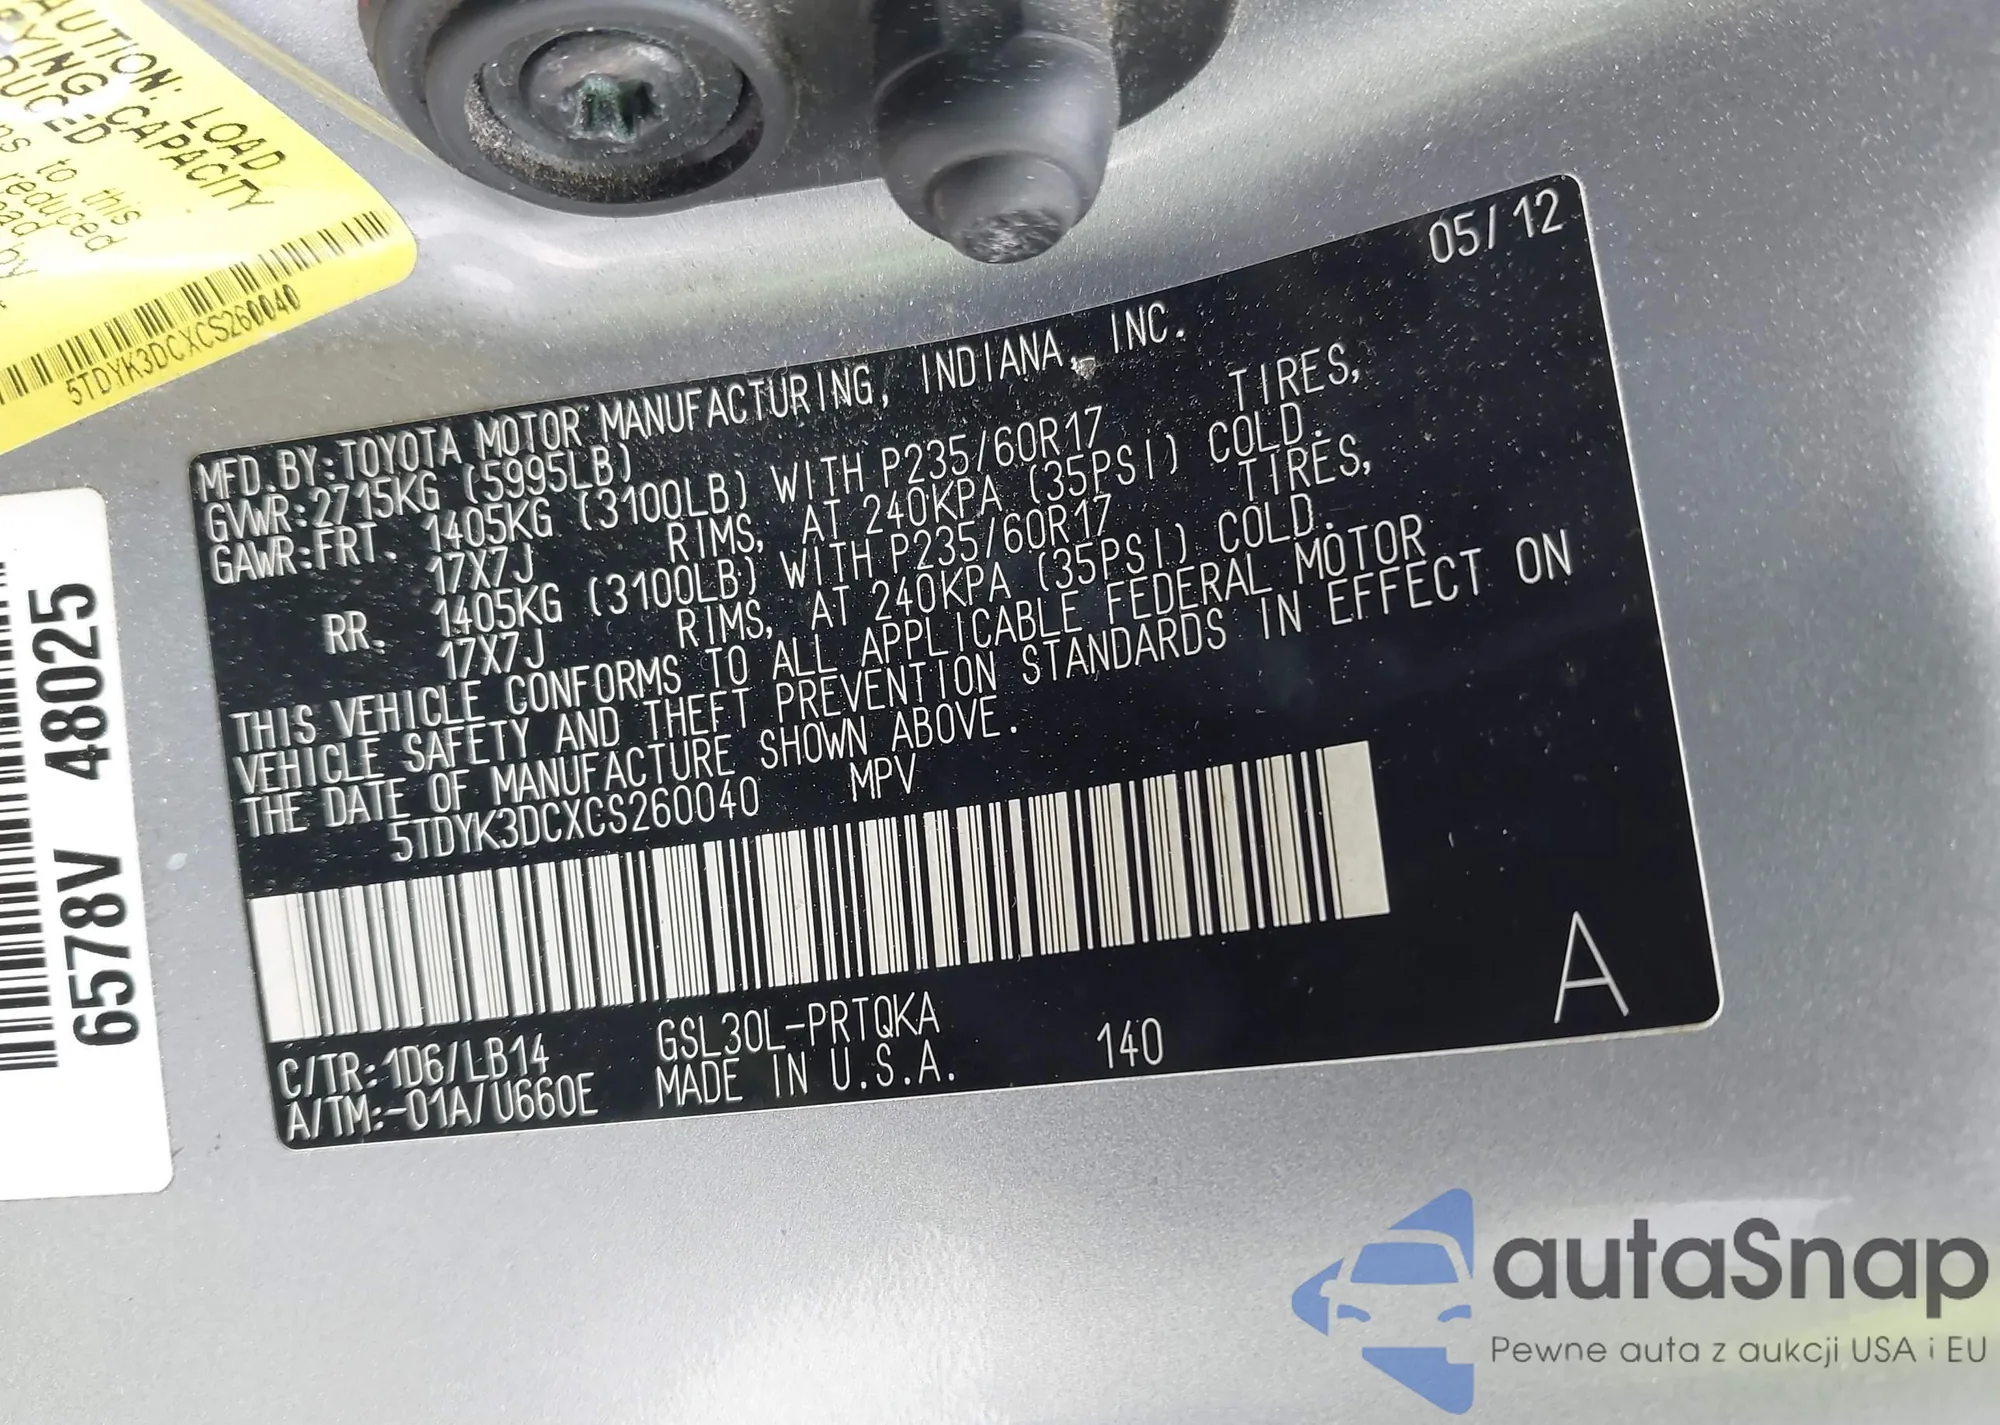 CAUTION: LOAD
CARRYING CAPACITY
REDUCED
to this
reduced
by
5TDYK3DCXCS260040
6578V 48025
05/12
MFD.BY:TOYOTA MOTOR MANUFACTURING, INDIANA, INC.
GVWR:2715KG (5995LB)
GAWR:FRT. 1405KG (3100LB) WITH P235/60R17 TIRES,
17X7J RIMS, AT 240KPA (35PSI) COLD.
RR. 1405KG (3100LB) WITH P235/60R17 TIRES,
17X7J RIMS, AT 240KPA (35PSI) COLD.
THIS VEHICLE CONFORMS TO ALL APPLICABLE FEDERAL MOTOR
VEHICLE SAFETY AND THEFT PREVENTION STANDARDS IN EFFECT ON
THE DATE OF MANUFACTURE SHOWN ABOVE.
5TDYK3DCXCS260040 MPV
C/TR:1D6/LB14 GSL30L-PRTQKA
A/TM:-01A/U660E MADE IN U.S.A. 140
A
autaSnap
Pewne auta z aukcji USA i EU